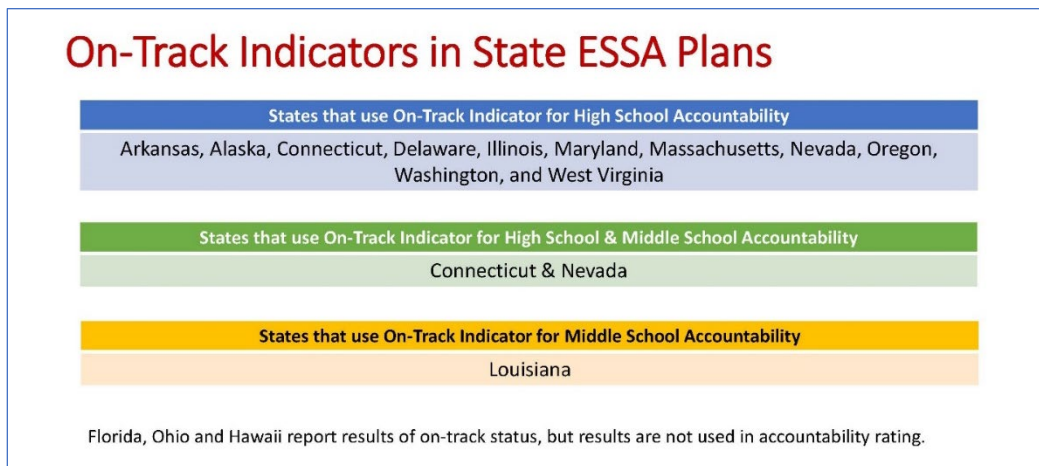 On-Track Indicators in State ESSA Plans
States that use On-Track Indicator for High School Accountability
Arkansas, Alaska, Connecticut, Delaware, Illinois, Maryland, Massachusetts, Nevada, Oregon,
Washington, and West Virginia
States that use On-Track Indicator for High School & Middle School Accountability
Connecticut & Nevada
States that use On-Track Indicator for Middle School Accountability
Louisiana
Florida, Ohio and Hawaii report results of on-track status, but results are not used in accountability rating.